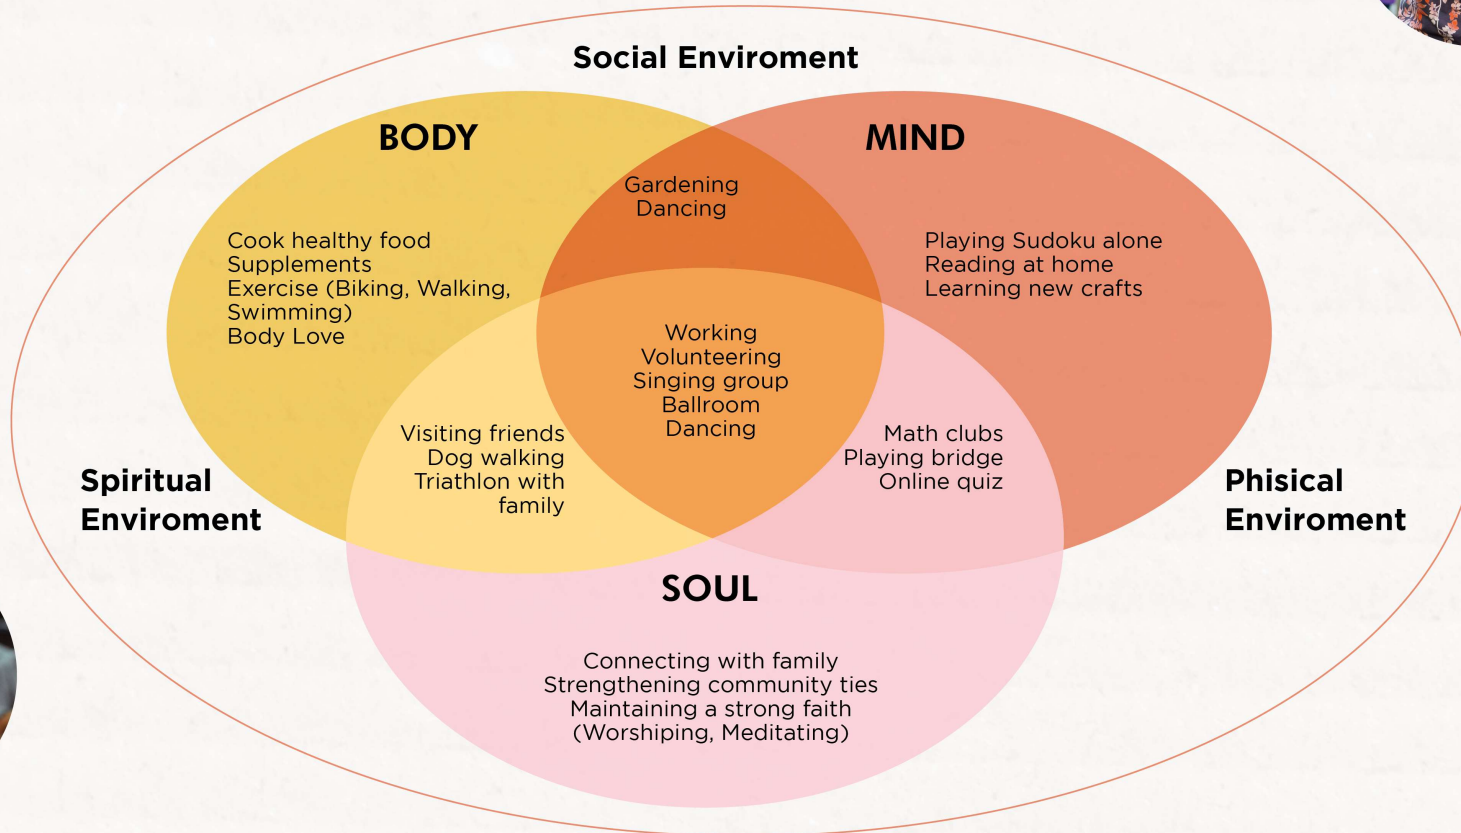 Social Enviroment
BODY
MIND
Gardening
Dancing
Cook healthy food
Supplements
Exercise (Biking, Walking,
Swimming)
Body Love
Playing Sudoku alone
Reading at home
Learning new crafts
Working
Volunteering
Singing group
Ballroom
Dancing
Visiting friends
Dog walking
Triathlon with
family
Math clubs
Playing bridge
Online quiz
Spiritual
Enviroment
Phisical
Enviroment
SOUL
Connecting with family
Strengthening community ties
Maintaining a strong faith
(Worshiping, Meditating)